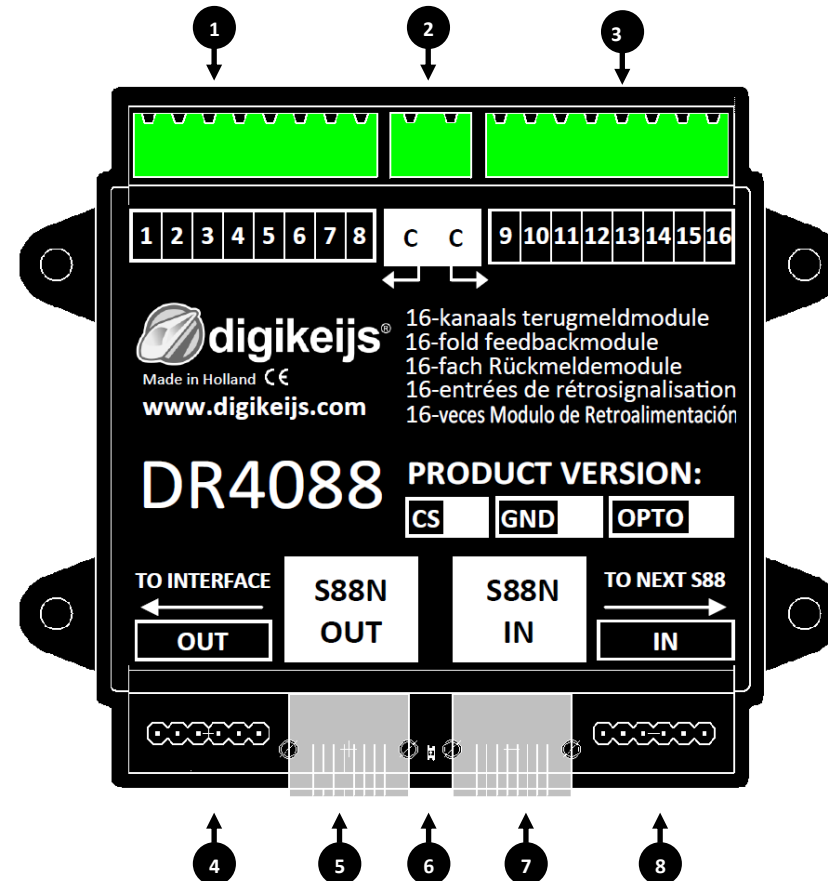 1 2 3
1 2 3 4 5 6 7 8 C C 9 10 11 12 13 14 15 16
digikeijs®
Made in Holland CE
www.digikeijs.com
16-kanaals terugmeldmodule
16-fold feedbackmodule
16-fach Rückmeldemodule
16-entrées de rétrosignalisation
16-veces Modulo de Retroalimentación
DR4088
PRODUCT VERSION:
CS GND OPTO
TO INTERFACE
OUT
S88N
OUT
S88N
IN
TO NEXT S88
IN
4 5 6 7 8